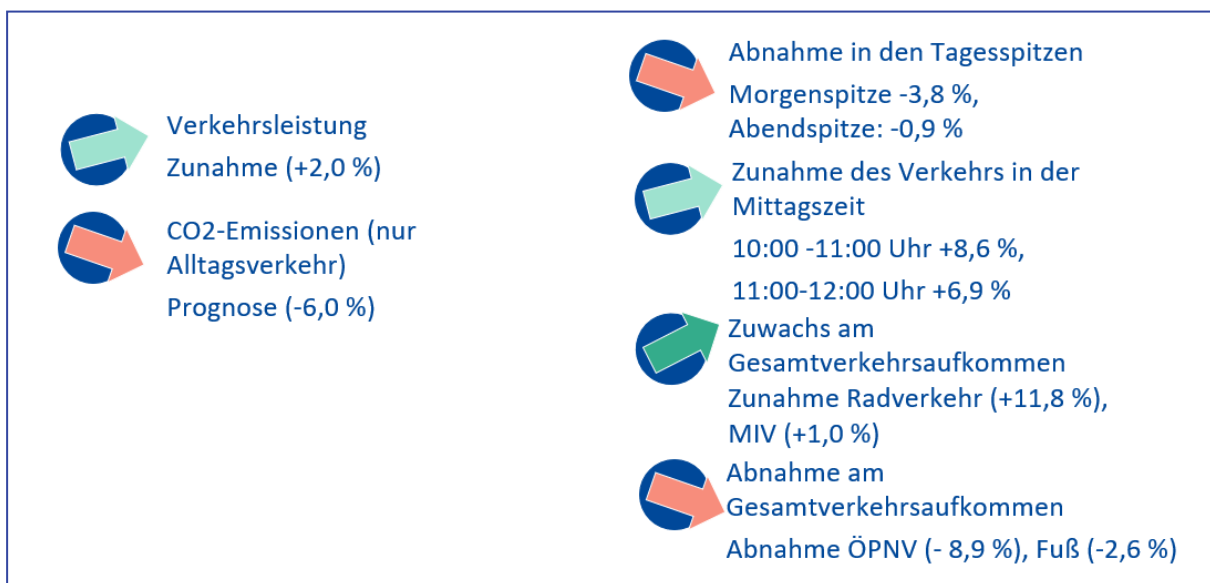 Verkehrsleistung
Zunahme (+2,0 %)
CO2-Emissionen (nur
Alltagsverkehr)
Prognose (-6,0 %)
Abnahme in den Tagesspitzen
Morgenspitze -3,8 %,
Abendspitze: -0,9 %
Zunahme des Verkehrs in der
Mittagszeit
10:00 -11:00 Uhr +8,6 %,
11:00-12:00 Uhr +6,9 %
Zuwachs am
Gesamtverkehrsaufkommen
Zunahme Radverkehr (+11,8 %),
MIV (+1,0 %)
Abnahme am
Gesamtverkehrsaufkommen
Abnahme ÖPNV (- 8,9 %), Fuß (-2,6 %)